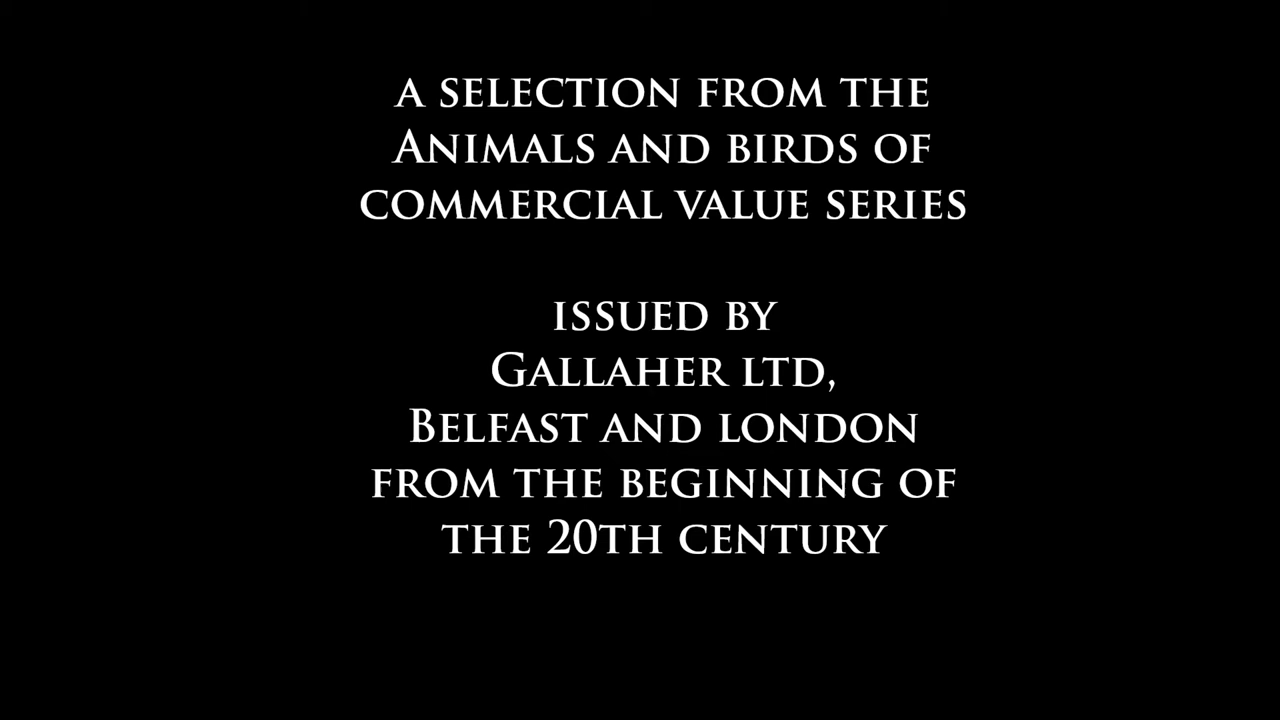 A SELECTION FROM THE
ANIMALS AND BIRDS OF
COMMERCIAL VALUE SERIES
ISSUED BY
GALLAHER LTD,
BELFAST AND LONDON
FROM THE BEGINNING OF
THE 20TH CENTURY